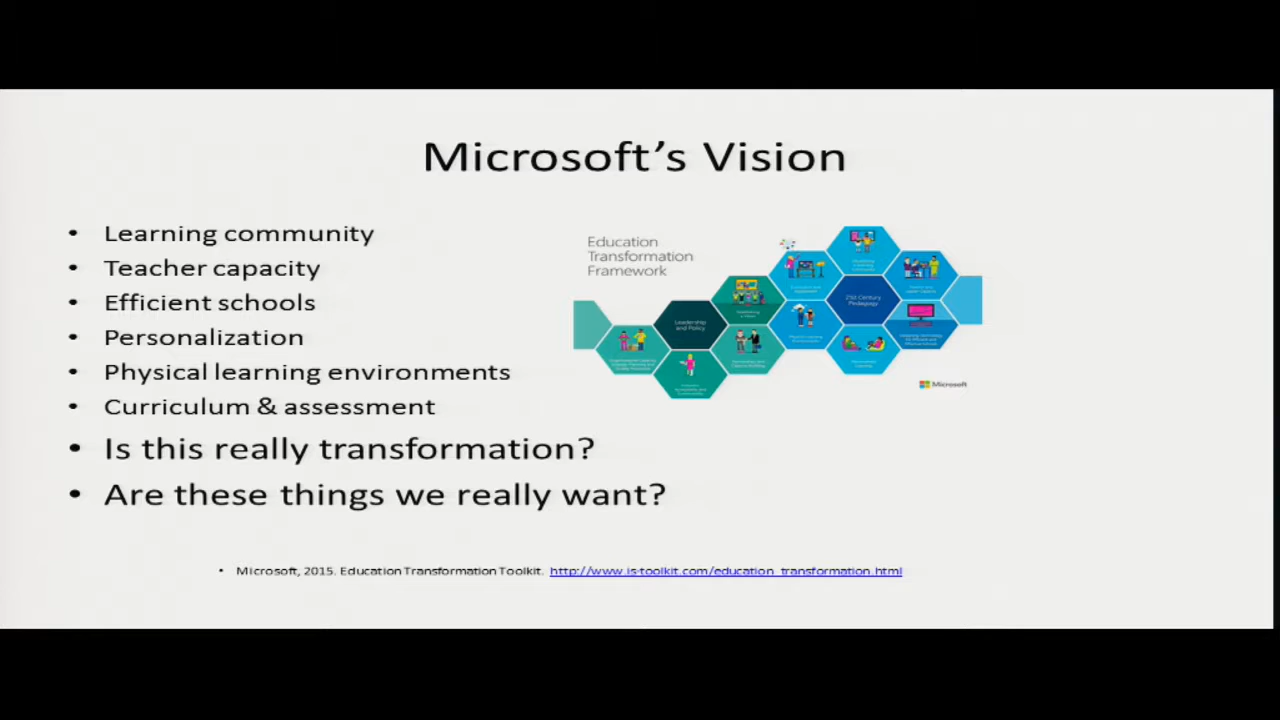 Microsoft's Vision
• Learning community
• Teacher capacity
• Efficient schools
• Personalization
• Physical learning environments
• Curriculum & assessment
• Is this really transformation?
• Are these things we really want?
Education
Transformation
Framework
Leadership
and Policy
21st Century
Pedagogy
Microsoft
• Microsoft, 2015. Education Transformation Toolkit. http://www.is-toolkit.com/education_transformation.html